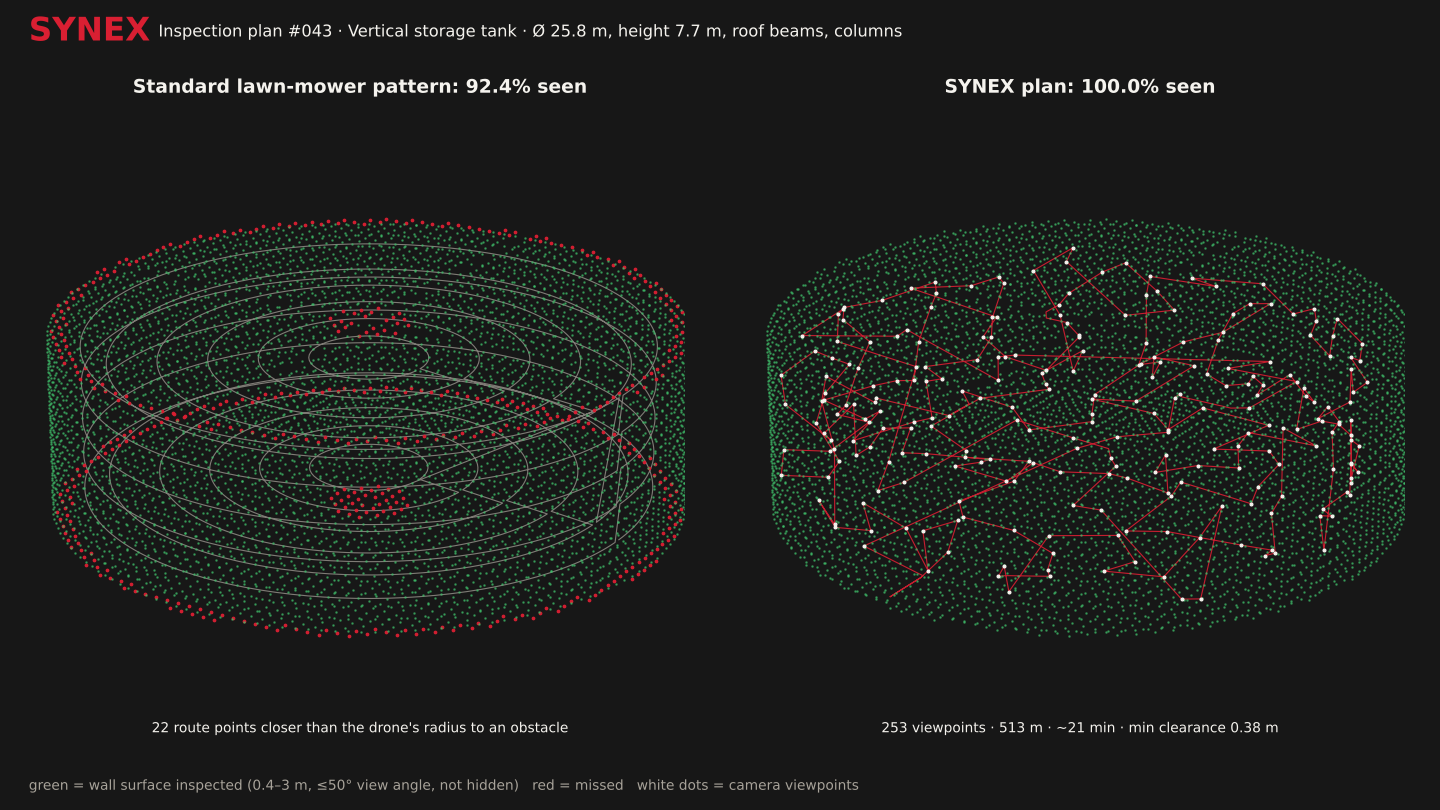 SYNEX Inspection plan #043 · Vertical storage tank · Ø 25.8 m, height 7.7 m, roof beams, columns
Standard lawn-mower pattern: 92.4% seen
SYNEX plan: 100.0% seen
22 route points closer than the drone's radius to an obstacle
253 viewpoints · 513 m · ~21 min · min clearance 0.38 m
green = wall surface inspected (0.4–3 m, ≤50° view angle, not hidden)   red = missed   white dots = camera viewpoints